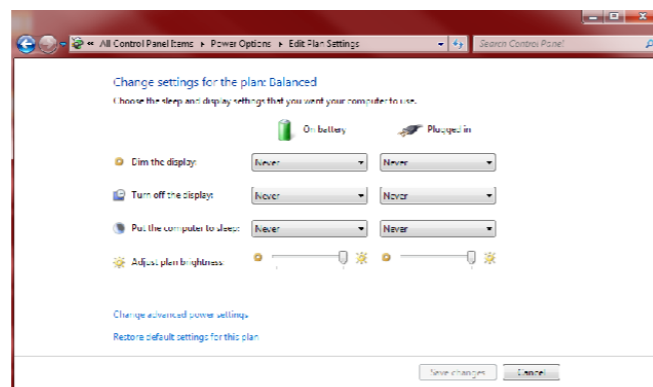 « All Control Panel Items ▸ Power Options ▸ Edit Plan Settings Search Control Panel
Change settings for the plan: Balanced
Choose the sleep and display settings that you want your computer to use.
On battery Plugged in
Dim the display: Never Never
Turn off the display: Never Never
Put the computer to sleep: Never Never
Adjust plan brightness:
Change advanced power settings
Restore default settings for this plan
Save changes Cancel